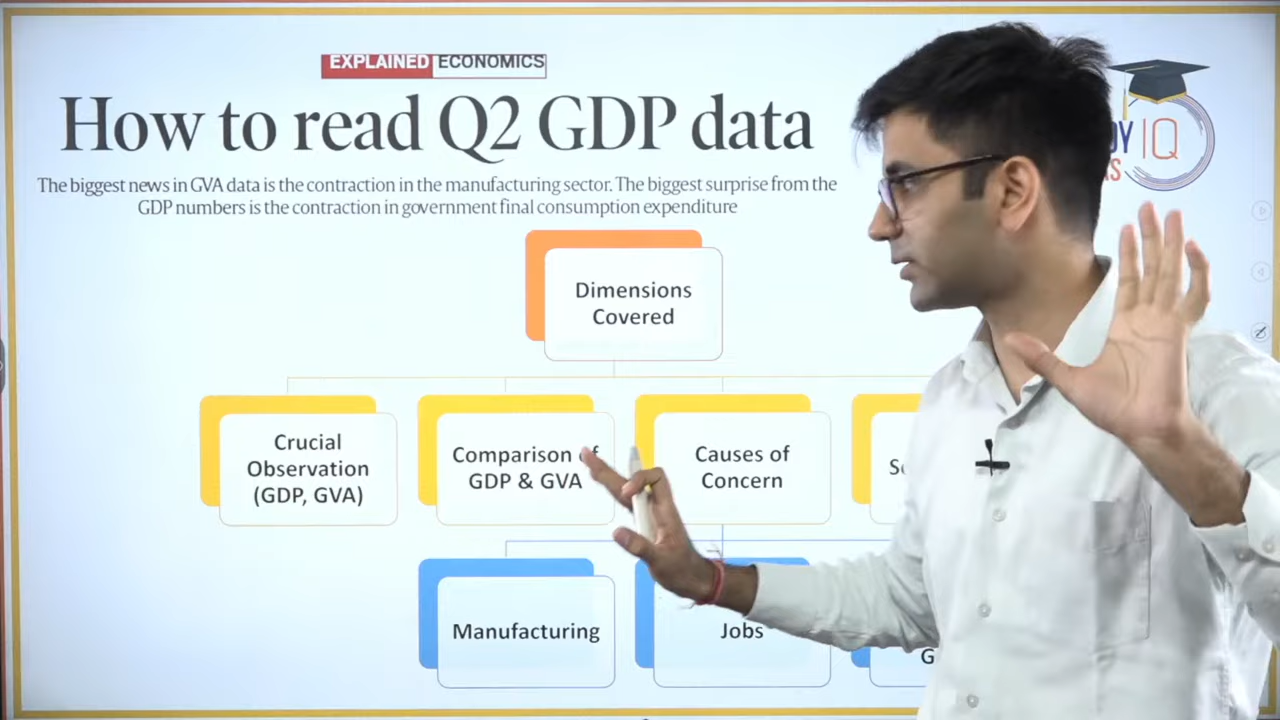 EXPLAINED ECONOMICS
How to read Q2 GDP data
The biggest news in GVA data is the contraction in the manufacturing sector. The biggest surprise from the
GDP numbers is the contraction in government final consumption expenditure
IQ
Dimensions
Covered
Crucial
Observation
(GDP, GVA)
Comparison of
GDP & GVA
Causes of
Concern
Manufacturing
Jobs